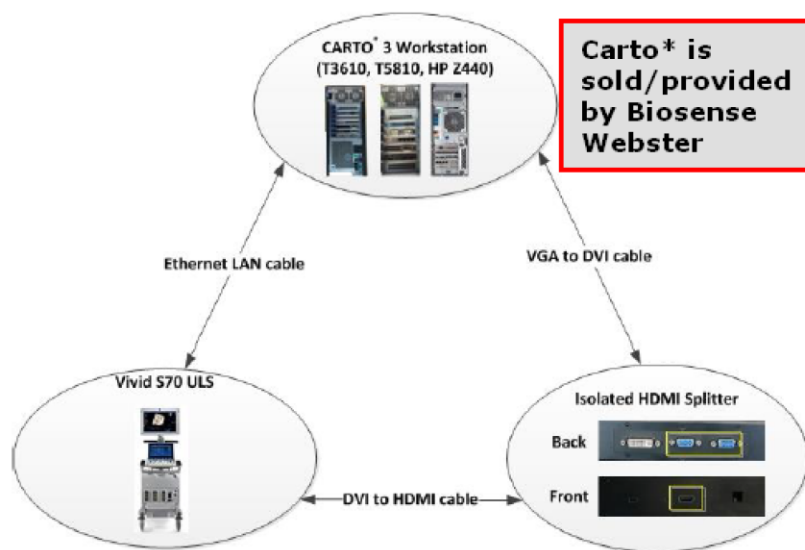 CARTO* 3 Workstation
(T3610, T5810, HP Z440)
Carto* is
sold/provided
by Biosense
Webster
Ethernet LAN cable
VGA to DVI cable
Vivid S70 ULS
Isolated HDMI Splitter
Back
Front
DVI to HDMI cable